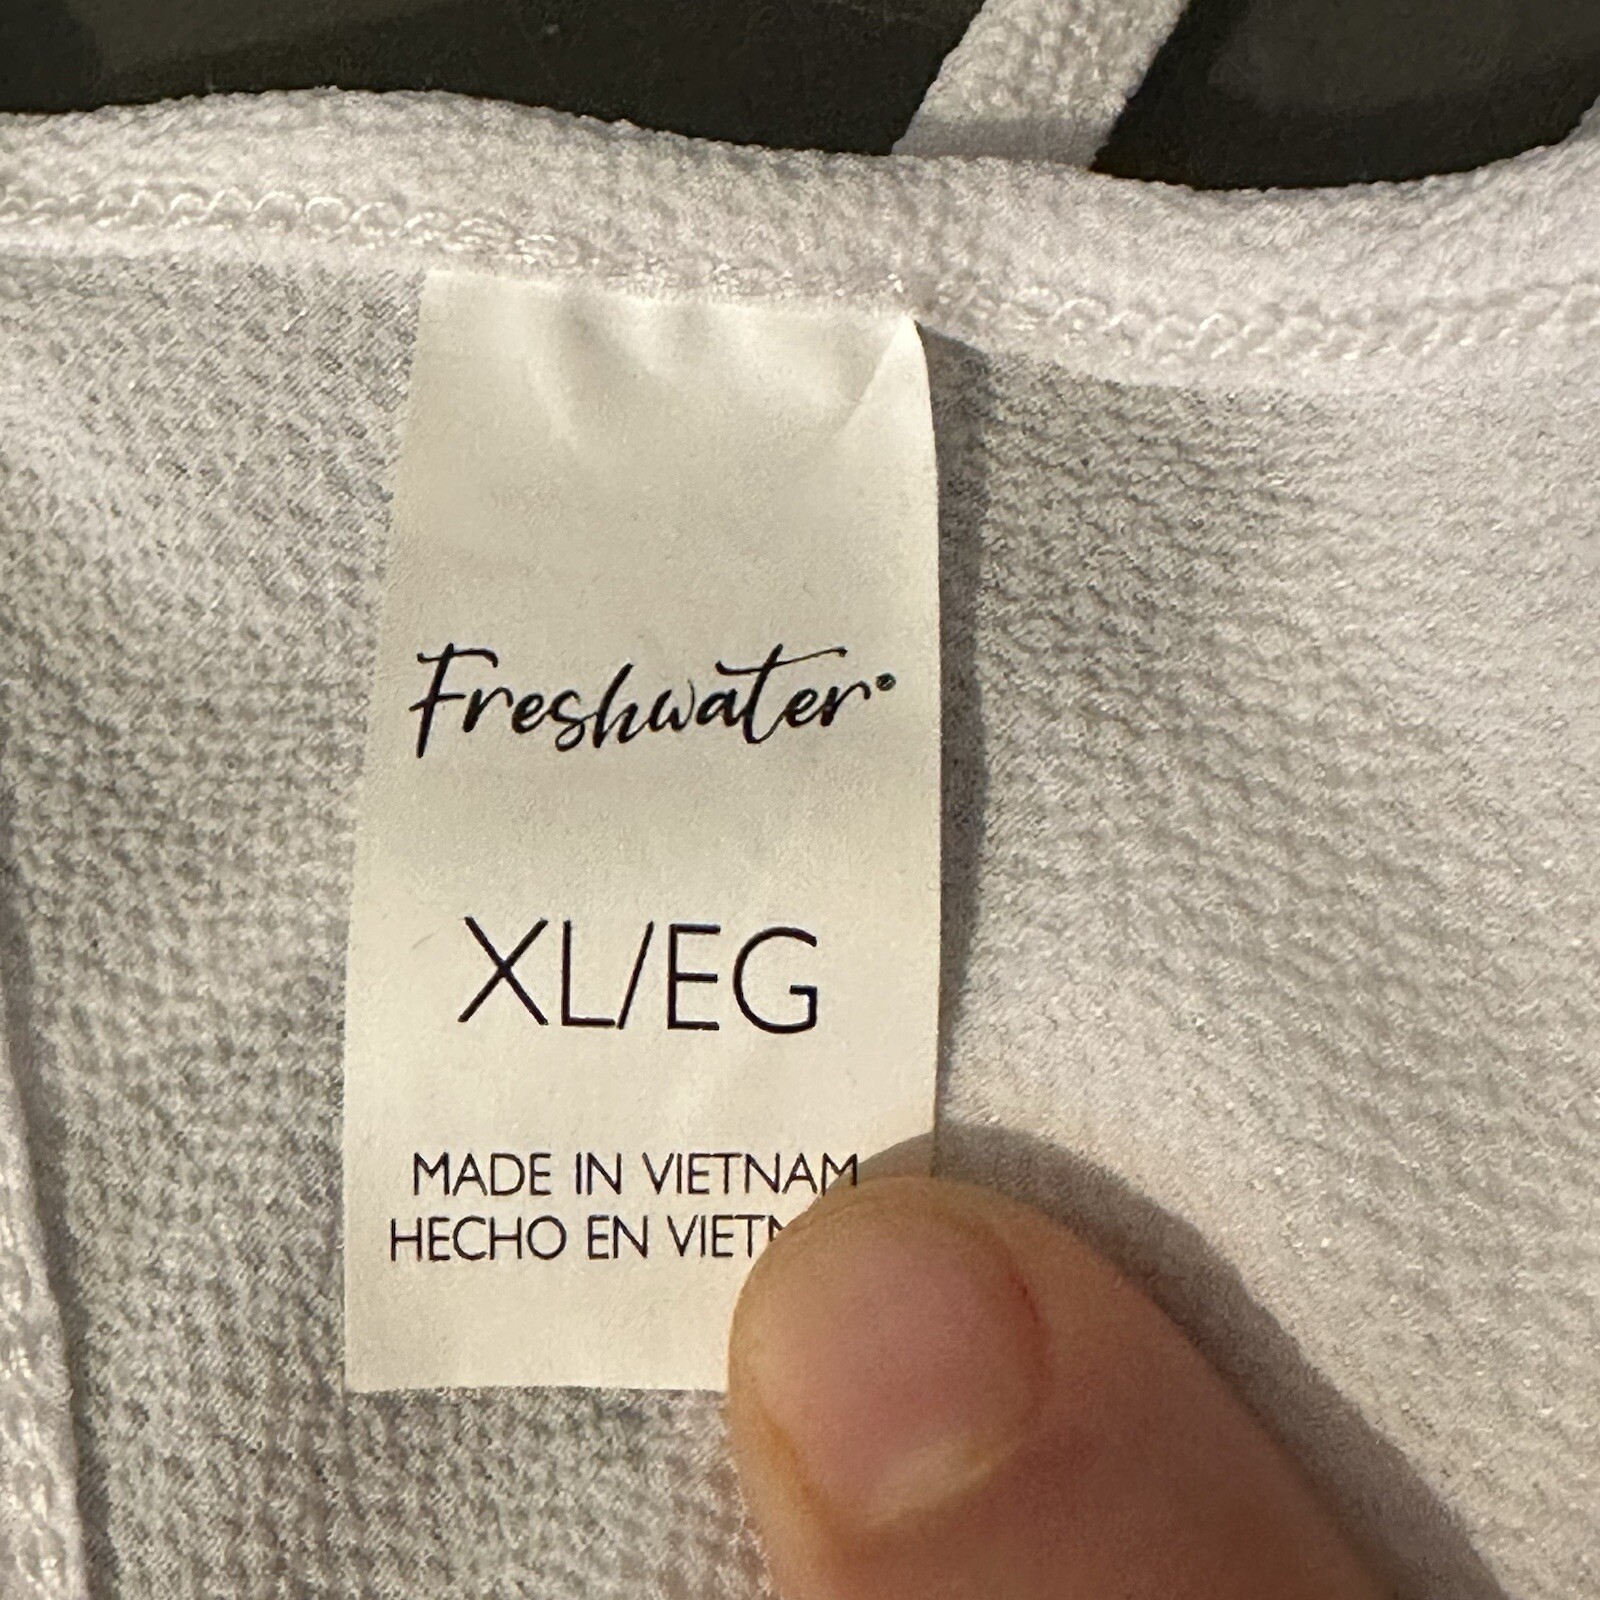 Freshwater
XL/EG
MADE IN VIETNAM
HECHO EN